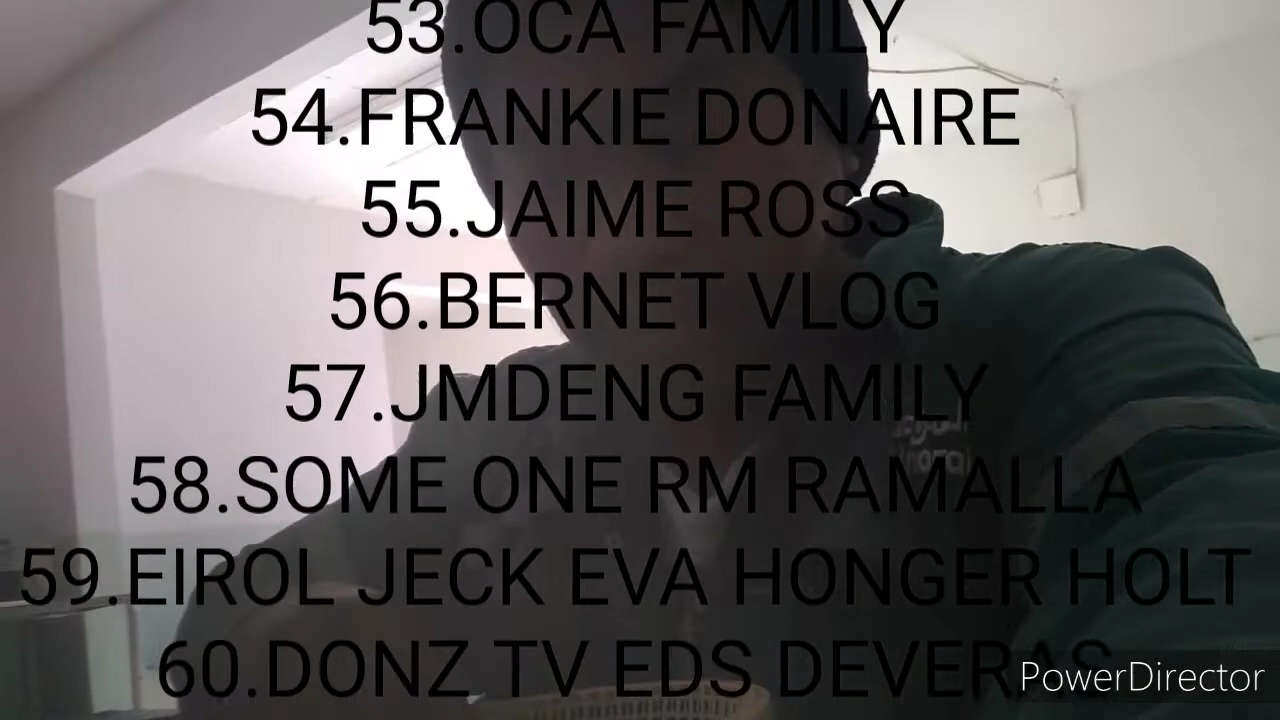 53.OCA FAMILY
54.FRANKIE DONAIRE
55.JAIME ROSS
56.BERNET VLOG
57.JMDENG FAMILY
58.SOME ONE RM RAMALLA
59.EIROL JECK EVA HONGER HOLT
60.DONZ TV EDS DEVERAS
PowerDirector